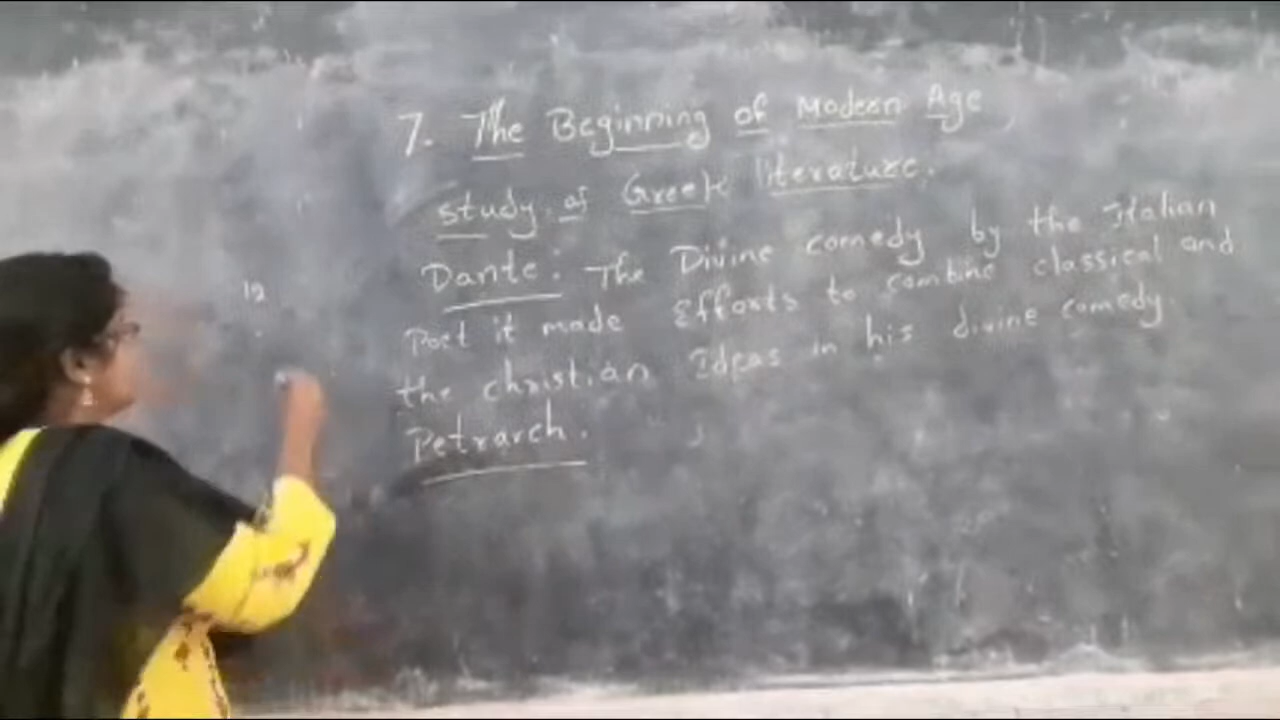 7. The Beginning of Modern Age
study of Greek literature.
Dante: The Divine comedy by the Italian
Poet it made Efforts to combine classical and
the christian Ideas in his divine comedy.
Petrarch.
12